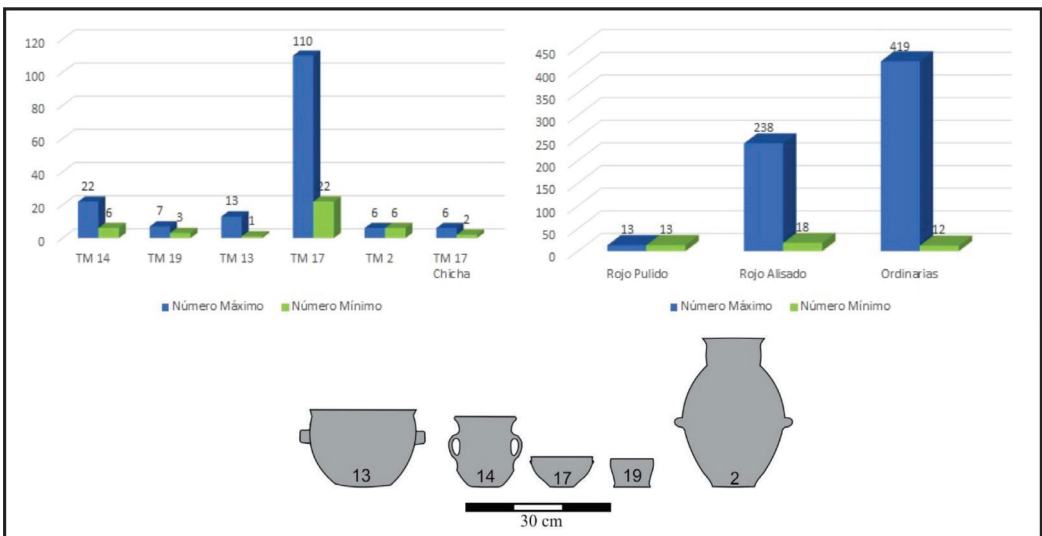 120
100
80
60
40
20
0
22
6
7
3
13
1
110
22
6
6
6
2
TM 14
TM 19
TM 13
TM 17
TM 2
TM 17
Chicha
Número Máximo
Número Mínimo
450
400
350
300
250
200
150
100
50
0
13
13
238
18
419
12
Rojo Pulido
Rojo Alisado
Ordinarias
Número Máximo
Número Mínimo
13
14
17
19
2
30 cm